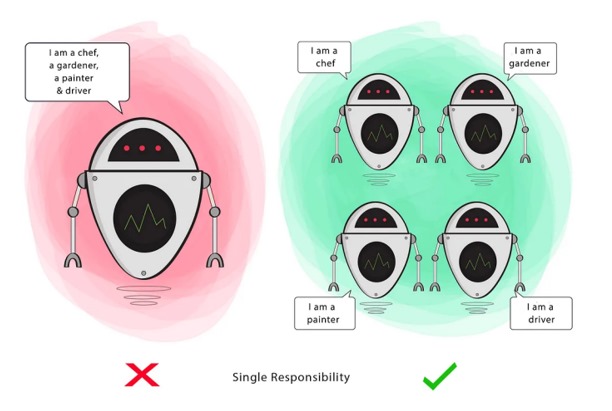 I am a chef,
a gardener,
a painter
& driver
I am a
chef
I am a
gardener
I am a
painter
I am a
driver
Single Responsibility